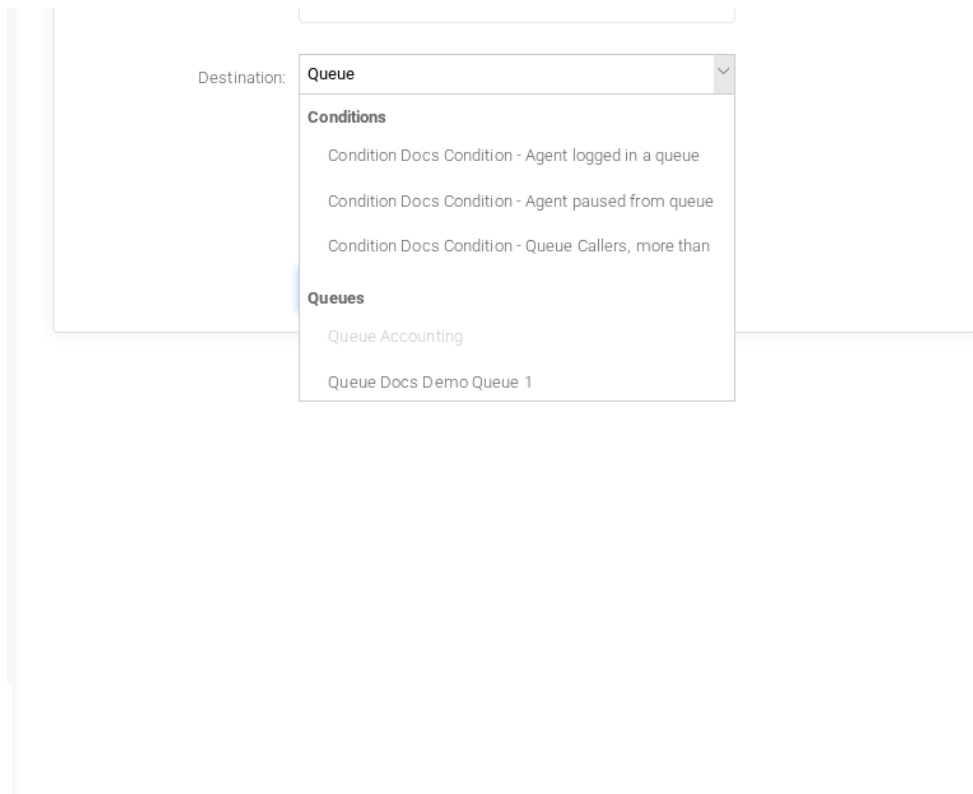 Destination: Queue
Conditions
Condition Docs Condition - Agent logged in a queue
Condition Docs Condition - Agent paused from queue
Condition Docs Condition - Queue Callers, more than
Queues
Queue Accounting
Queue Docs Demo Queue 1